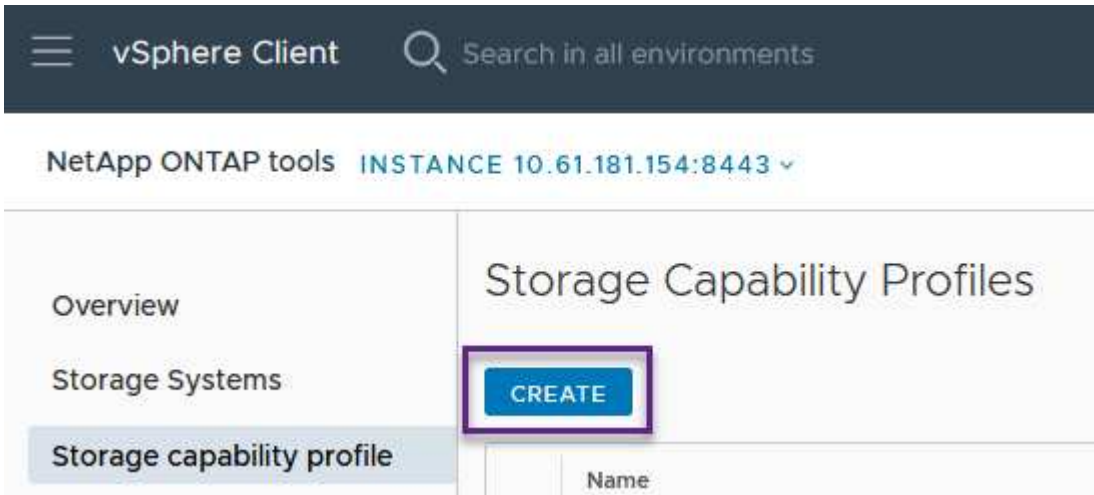 vSphere Client
Search in all environments
NetApp ONTAP tools INSTANCE 10.61.181.154:8443
Overview
Storage Systems
Storage capability profile
Storage Capability Profiles
CREATE
Name